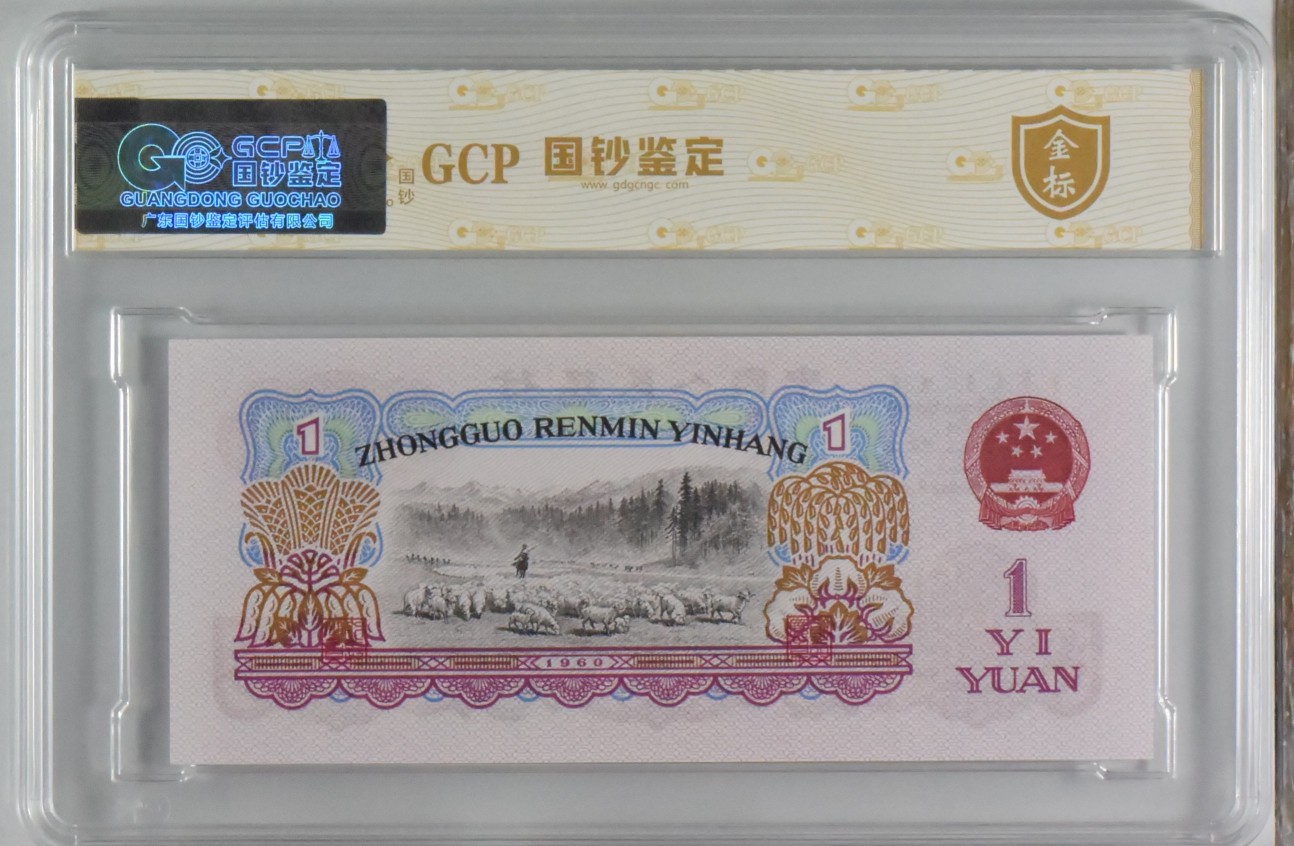 GCP
国钞鉴定
GUANGDONG GUOCHAO
广东国钞鉴定评估有限公司
国
钞
GCP 国钞鉴定
www.gdgcngc.com
金
标
1
ZHONGGUO RENMIN YINHANG
1
1960
1
YI
YUAN